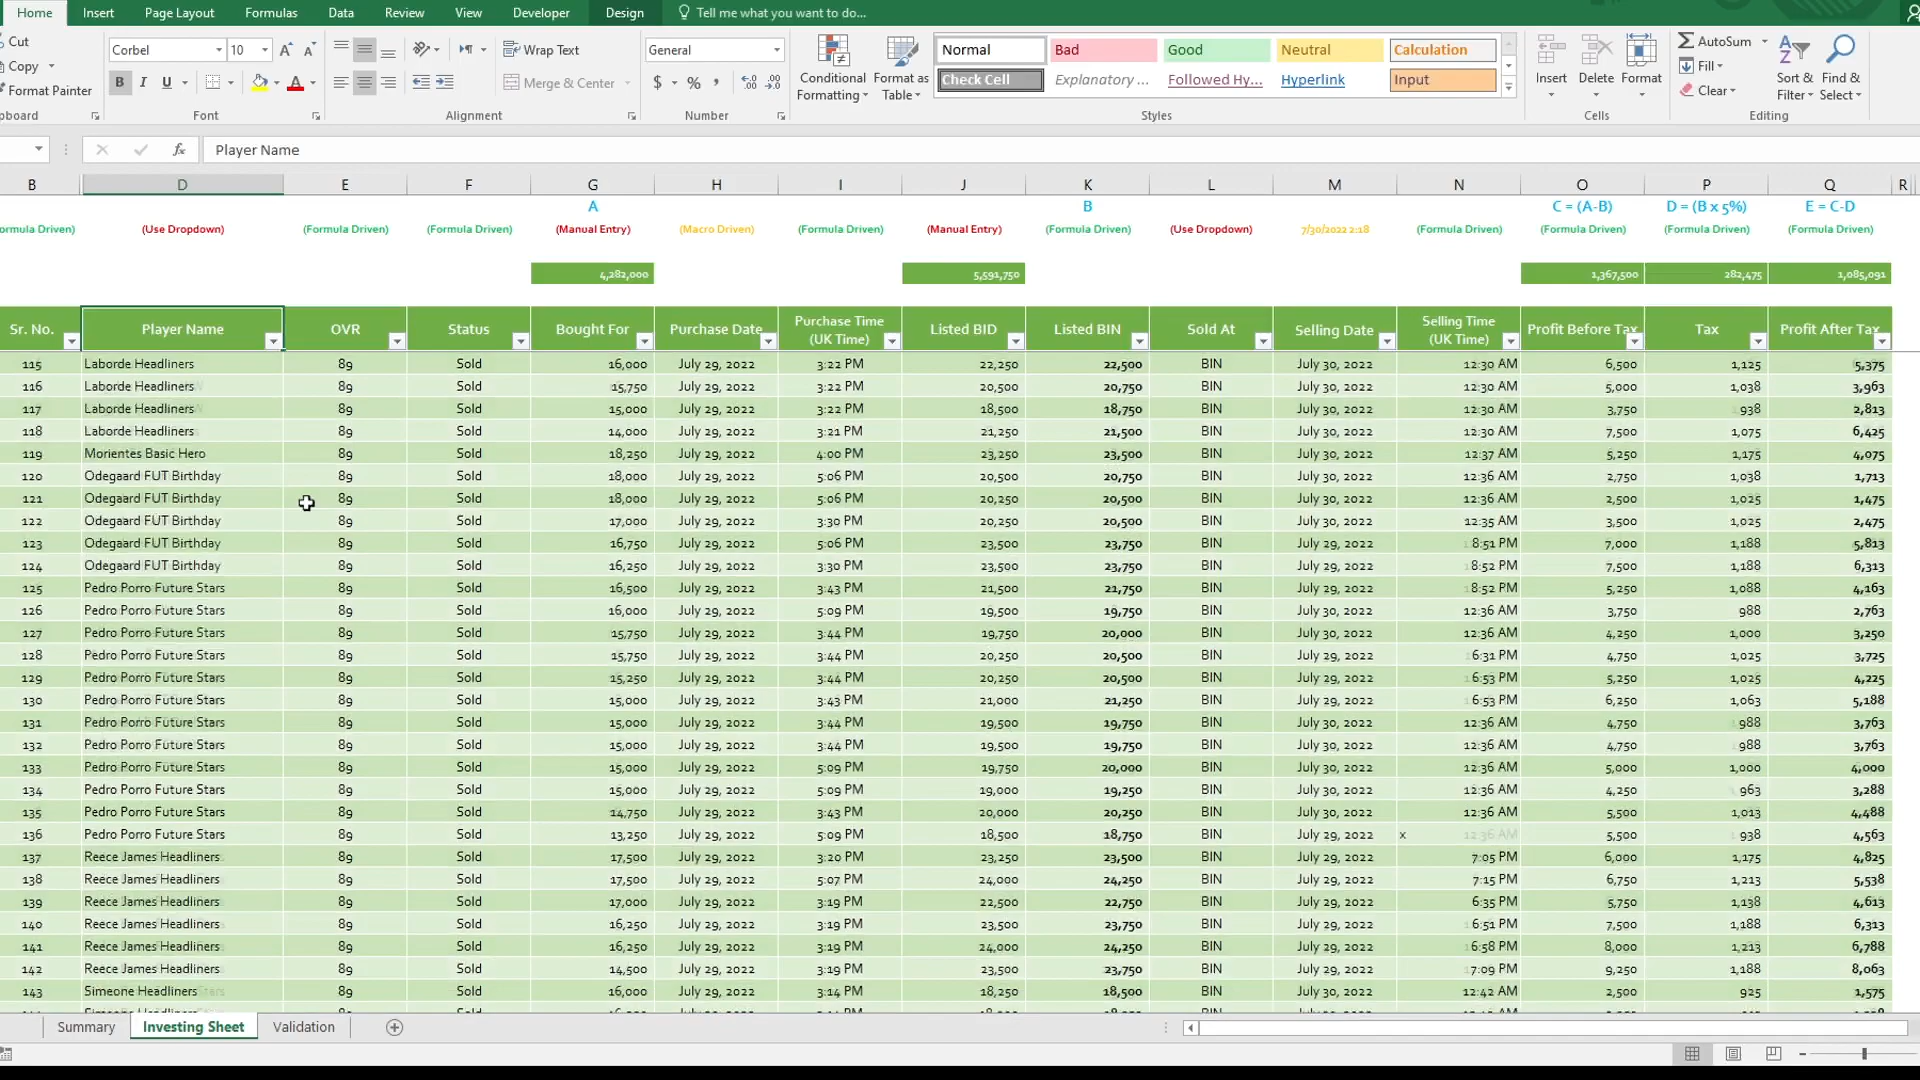 Home Insert Page Layout Formulas Data Review View Developer Design Tell me what you want to do...
Cut Corbel 10 Wrap Text General Normal Bad Good Neutral Calculation AutoSum
Copy Conditional Formatting Format as Table Insert Delete Format Fill Sort & Filter Find & Select
Format Painter B I U Merge & Center $ % , Check Cell Explanatory ... Followed Hy... Hyperlink Input Clear
pboard Font Alignment Number Styles Cells Editing
fx Player Name
B D E F G H I J K L M N O P Q R
A B C = (A-B) D = (B x 5%) E = C-D
ormula Driven) (Use Dropdown) (Formula Driven) (Formula Driven) (Manual Entry) (Macro Driven) (Formula Driven) (Manual Entry) (Formula Driven) (Use Dropdown) 7/30/2022 2:18 (Formula Driven) (Formula Driven) (Formula Driven) (Formula Driven)
4,282,000 5,591,750 1,367,500 282,475 1,085,091
Sr. No. Player Name OVR Status Bought For Purchase Date Purchase Time (UK Time) Listed BID Listed BIN Sold At Selling Date Selling Time (UK Time) Profit Before Tax Tax Profit After Tax
115 Laborde Headliners 89 Sold 16,000 July 29, 2022 3:22 PM 22,250 22,500 BIN July 30, 2022 12:30 AM 6,500 1,125 5,375
116 Laborde Headliners 89 Sold 15,750 July 29, 2022 3:22 PM 20,500 20,750 BIN July 30, 2022 12:30 AM 5,000 1,038 3,963
117 Laborde Headliners 89 Sold 15,000 July 29, 2022 3:22 PM 18,500 18,750 BIN July 30, 2022 12:30 AM 3,750 938 2,813
118 Laborde Headliners 89 Sold 14,000 July 29, 2022 3:21 PM 21,250 21,500 BIN July 30, 2022 12:30 AM 7,500 1,075 6,425
119 Morientes Basic Hero 89 Sold 18,250 July 29, 2022 4:00 PM 23,250 23,500 BIN July 30, 2022 12:37 AM 5,250 1,175 4,075
120 Odegaard FUT Birthday 89 Sold 18,000 July 29, 2022 5:06 PM 20,500 20,750 BIN July 30, 2022 12:36 AM 2,750 1,038 1,713
121 Odegaard FUT Birthday 89 Sold 18,000 July 29, 2022 5:06 PM 20,250 20,500 BIN July 30, 2022 12:36 AM 2,500 1,025 1,475
122 Odegaard FUT Birthday 89 Sold 17,000 July 29, 2022 3:30 PM 20,250 20,500 BIN July 30, 2022 12:35 AM 3,500 1,025 2,475
123 Odegaard FUT Birthday 89 Sold 16,750 July 29, 2022 5:06 PM 23,500 23,750 BIN July 29, 2022 8:51 PM 7,000 1,188 5,813
124 Odegaard FUT Birthday 89 Sold 16,250 July 29, 2022 3:30 PM 23,500 23,750 BIN July 29, 2022 8:52 PM 7,500 1,188 6,313
125 Pedro Porro Future Stars 89 Sold 16,500 July 29, 2022 3:43 PM 21,500 21,750 BIN July 29, 2022 8:52 PM 5,250 1,088 4,163
126 Pedro Porro Future Stars 89 Sold 16,000 July 29, 2022 5:09 PM 19,500 19,750 BIN July 30, 2022 12:36 AM 3,750 988 2,763
127 Pedro Porro Future Stars 89 Sold 15,750 July 29, 2022 3:44 PM 19,750 20,000 BIN July 30, 2022 12:36 AM 4,250 1,000 3,250
128 Pedro Porro Future Stars 89 Sold 15,750 July 29, 2022 3:44 PM 20,250 20,500 BIN July 29, 2022 6:31 PM 4,750 1,025 3,725
129 Pedro Porro Future Stars 89 Sold 15,250 July 29, 2022 3:44 PM 20,250 20,500 BIN July 29, 2022 6:53 PM 5,250 1,025 4,225
130 Pedro Porro Future Stars 89 Sold 15,000 July 29, 2022 3:43 PM 21,000 21,250 BIN July 29, 2022 6:53 PM 6,250 1,063 5,188
131 Pedro Porro Future Stars 89 Sold 15,000 July 29, 2022 3:44 PM 19,500 19,750 BIN July 30, 2022 12:36 AM 4,750 988 3,763
132 Pedro Porro Future Stars 89 Sold 15,000 July 29, 2022 3:44 PM 19,500 19,750 BIN July 30, 2022 12:36 AM 4,750 988 3,763
133 Pedro Porro Future Stars 89 Sold 15,000 July 29, 2022 5:09 PM 19,750 20,000 BIN July 30, 2022 12:36 AM 5,000 1,000 4,000
134 Pedro Porro Future Stars 89 Sold 15,000 July 29, 2022 5:09 PM 19,000 19,250 BIN July 30, 2022 12:36 AM 4,250 963 3,288
135 Pedro Porro Future Stars 89 Sold 14,750 July 29, 2022 3:43 PM 20,000 20,250 BIN July 30, 2022 12:36 AM 5,500 1,013 4,488
136 Pedro Porro Future Stars 89 Sold 13,250 July 29, 2022 5:09 PM 18,500 18,750 BIN July 29, 2022 x 12:36 AM 5,500 938 4,563
137 Reece James Headliners 89 Sold 17,500 July 29, 2022 3:20 PM 23,250 23,500 BIN July 29, 2022 7:05 PM 6,000 1,175 4,825
138 Reece James Headliners 89 Sold 17,500 July 29, 2022 5:07 PM 24,000 24,250 BIN July 29, 2022 7:15 PM 6,750 1,213 5,538
139 Reece James Headliners 89 Sold 17,000 July 29, 2022 3:19 PM 22,500 22,750 BIN July 29, 2022 6:35 PM 5,750 1,138 4,613
140 Reece James Headliners 89 Sold 16,250 July 29, 2022 3:19 PM 23,500 23,750 BIN July 29, 2022 6:51 PM 7,500 1,188 6,313
141 Reece James Headliners 89 Sold 16,250 July 29, 2022 3:19 PM 24,000 24,250 BIN July 29, 2022 6:58 PM 8,000 1,213 6,788
142 Reece James Headliners 89 Sold 14,500 July 29, 2022 3:19 PM 23,500 23,750 BIN July 29, 2022 7:09 PM 9,250 1,188 8,063
143 Simeone Headliners 89 Sold 16,000 July 29, 2022 3:14 PM 18,250 18,500 BIN July 30, 2022 12:42 AM 2,500 925 1,575
Summary Investing Sheet Validation